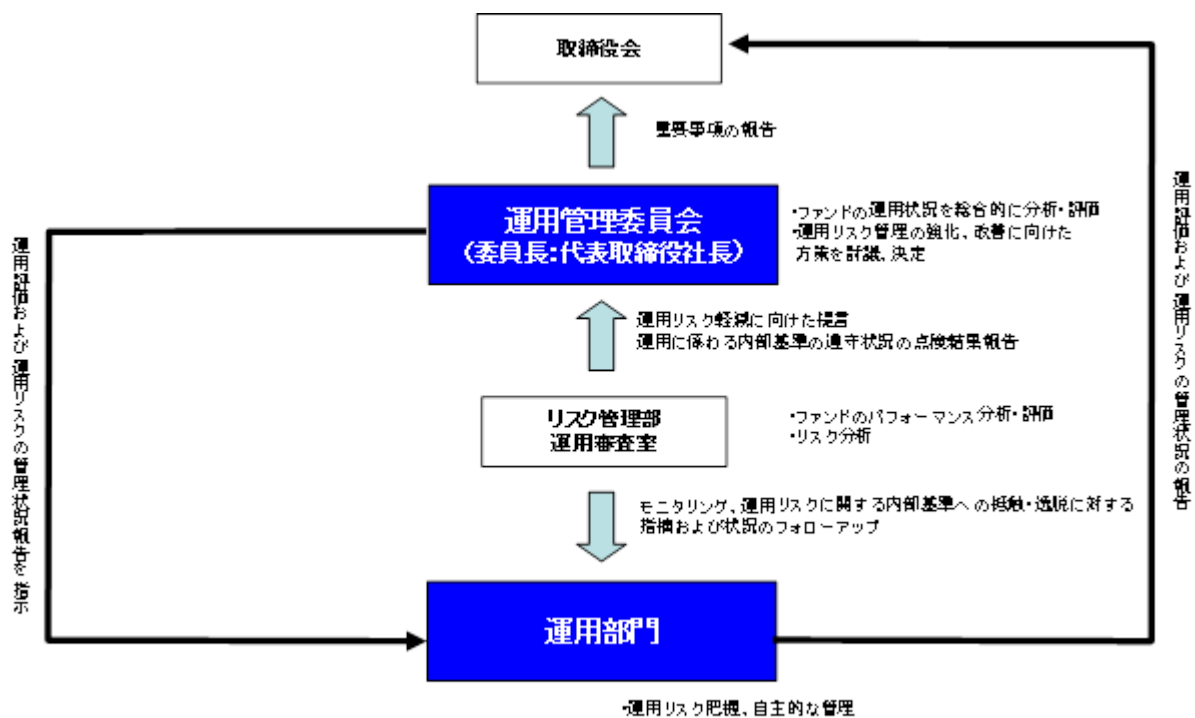 取締役会
重要事項の報告
運用管理委員会
(委員長:代表取締役社長)
・ファンドの運用状況を総合的に分析・評価
・運用リスク管理の強化、改善に向けた
方策を討議、決定
運用リスク軽減に向けた提言
運用に係わる内部基準の遵守状況の点検結果報告
リスク管理部
運用審査室
・ファンドのパフォーマンス分析・評価
・リスク分析
モニタリング、運用リスクに関する内部基準への抵触・逸脱に対する
指摘および状況のフォローアップ
運用部門
・運用リスク把握、自主的な管理
運用評価および運用リスクの管理状況報告を指示
運用評価および運用リスクの管理状況の報告